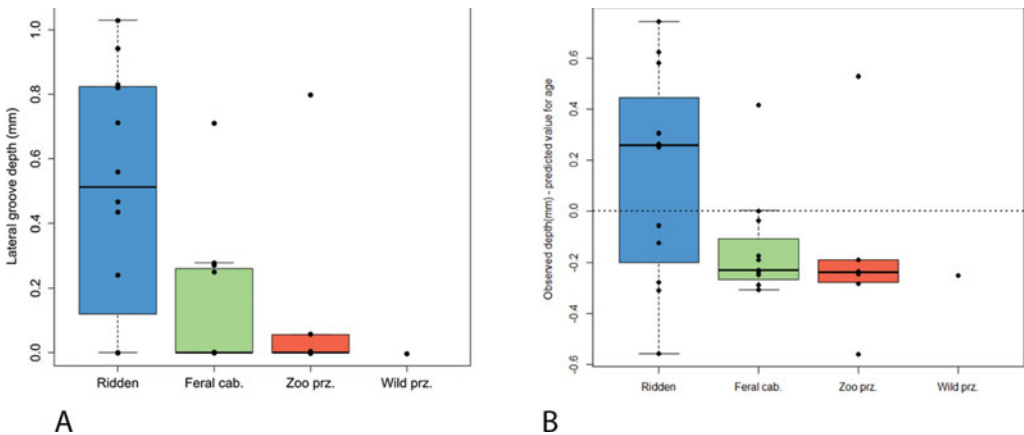 Lateral groove depth (mm)
1.0
0.8
0.6
0.4
0.2
0.0
Ridden Feral cab. Zoo prz. Wild prz.
A
Observed depth(mm) - predicted value for age
0.6
0.4
0.2
0.0
-0.2
-0.4
-0.6
Ridden Feral cab. Zoo prz. Wild prz.
B